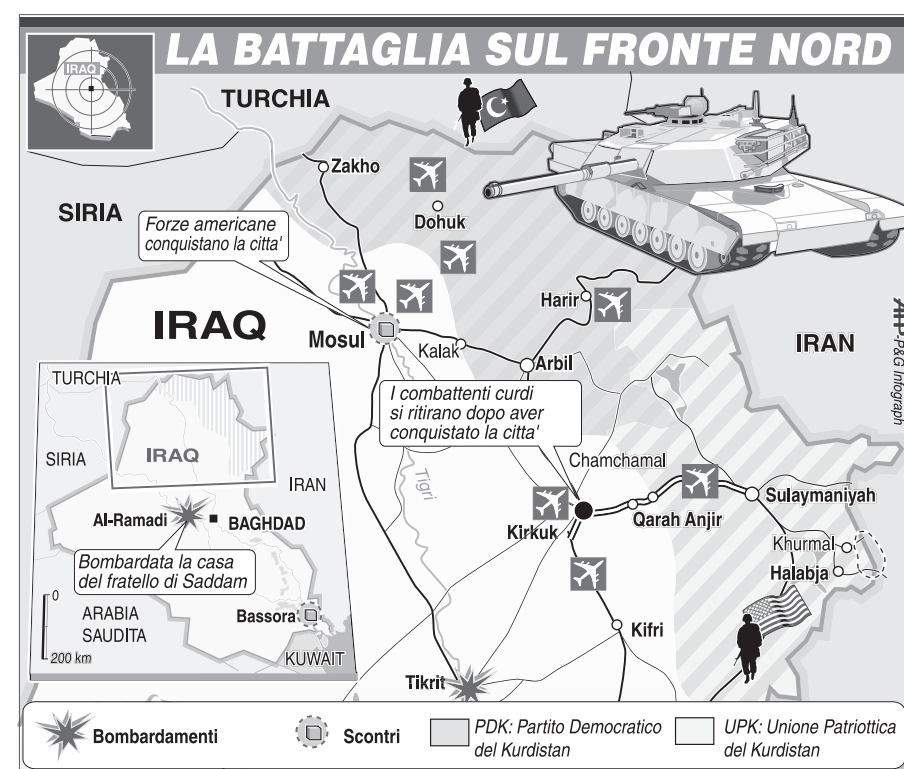 LA BATTAGLIA SUL FRONTE NORD
IRAQ
TURCHIA
SIRIA
Zakho
Dohuk
Forze americane
conquistano la citta'
IRAQ
Mosul
Kalak
Harir
Arbil
IRAN
AFP-P&G Infograph
I combattenti curdi
si ritirano dopo aver
conquistato la citta'
Tigri
Chamchamal
Kirkuk
Qarah Anjir
Sulaymaniyah
Khurmal
Halabja
Kifri
Tikrit
TURCHIA
SIRIA
IRAQ
IRAN
Al-Ramadi
BAGHDAD
Bombardata la casa
del fratello di Saddam
0
ARABIA
SAUDITA
Bassora
KUWAIT
200 km
Bombardamenti
Scontri
PDK: Partito Democratico
del Kurdistan
UPK: Unione Patriottica
del Kurdistan